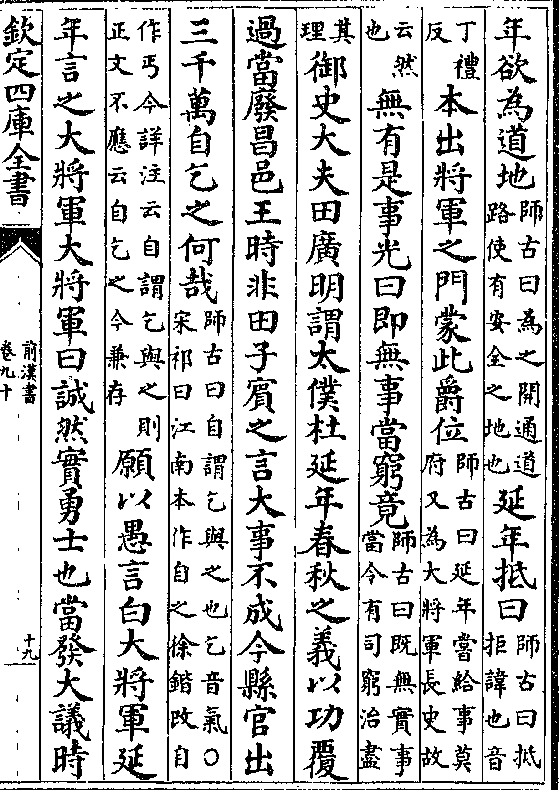 年欲為道地師古曰為之開通道路使有安全之地也延年抵曰師古曰抵拒諱也音
丁禮反本出將軍之門蒙此爵位師古曰延年嘗給事莫府又為大將軍長史故
云然也無有是事光曰即無事當窮竟師古曰既無實事當令有司窮治盡
其理御史大夫田廣明謂太僕杜延年春秋之義以功覆
過當廢昌邑王時非田子賓之言大事不成今縣官出
三千萬自乞之何哉師古曰自謂乞與之也乞音氣〇宋祁曰江南本作自之徐鍇改自
作丐今詳注云自謂乞與之則正文不應云自乞之今兼存願以愚言白大將軍延
年言之大將軍大將軍曰誠然實勇士也當發大議時
欽定四庫全書
前漢書
卷九十
十九